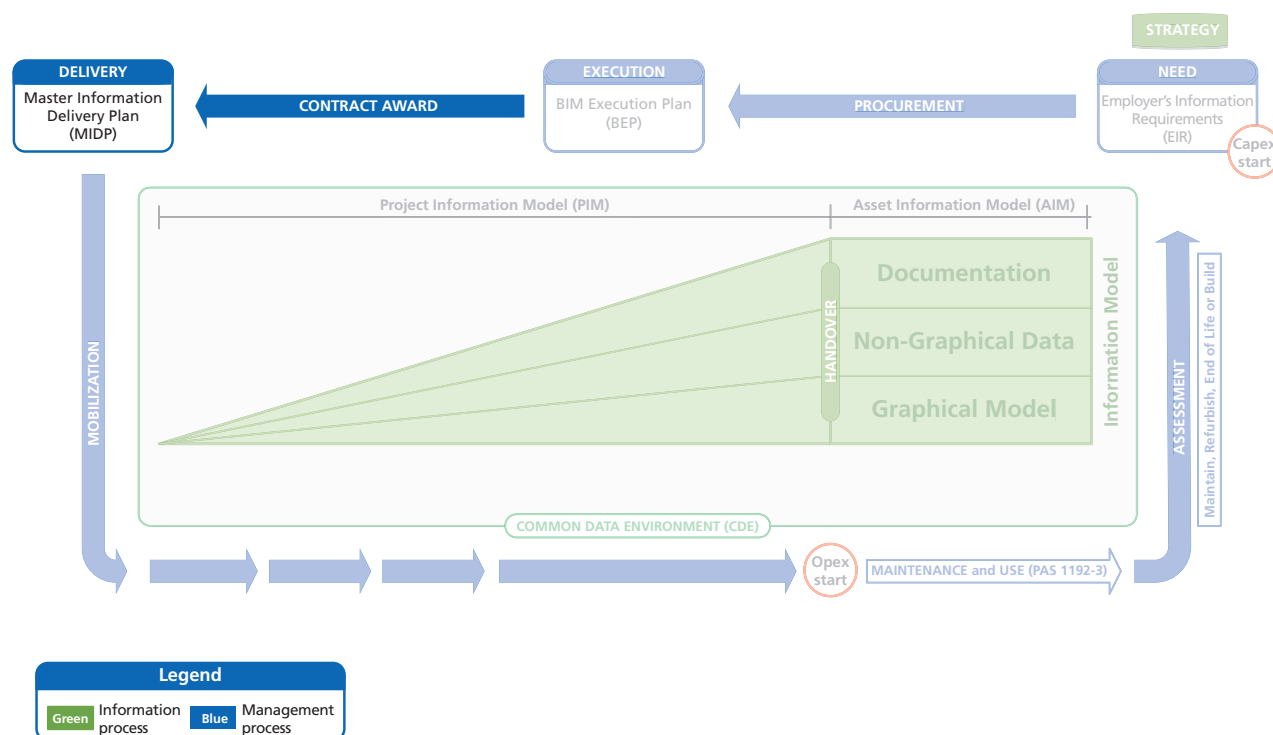 STRATEGY
DELIVERY
Master Information
Delivery Plan
(MIDP)
CONTRACT AWARD
EXECUTION
BIM Execution Plan
(BEP)
PROCUREMENT
NEED
Employer's Information
Requirements
(EIR)
Capex
start
Project Information Model (PIM)
Asset Information Model (AIM)
MOBILIZATION
HANDOVER
Documentation
Non-Graphical Data
Graphical Model
Information Model
ASSESSMENT
Maintain, Refurbish, End of Life or Build
COMMON DATA ENVIRONMENT (CDE)
Opex
start
MAINTENANCE and USE (PAS 1192-3)
Legend
Green
Information
process
Blue
Management
process